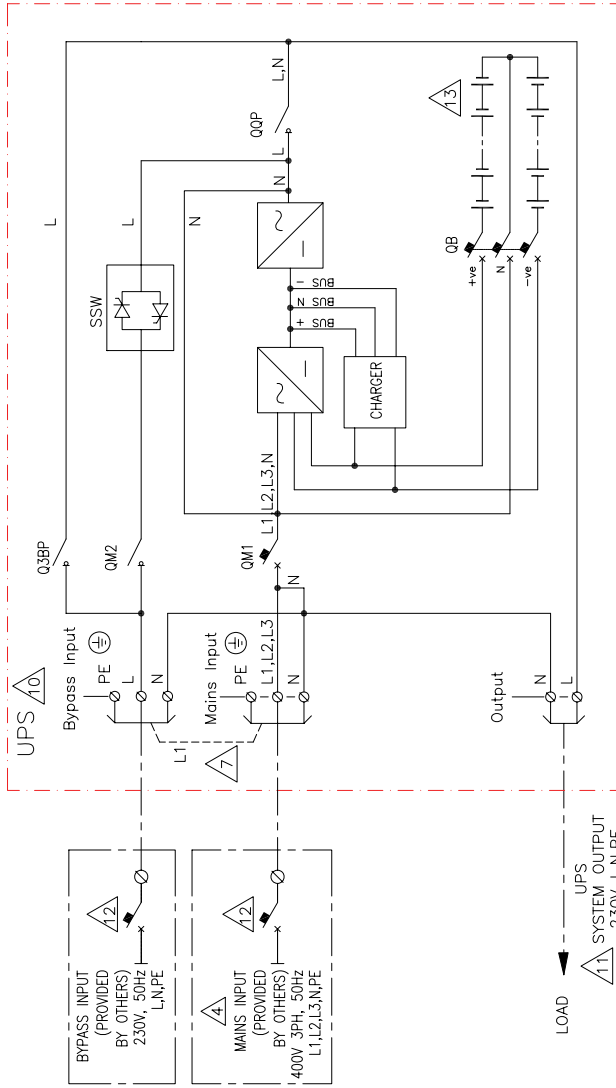 UPS
10
Bypass Input
PE
L
N
L1
7
Mains Input
PE
L1,L2,L3
N
Output
N
L
BYPASS INPUT
(PROVIDED
BY OTHERS)
230V, 50Hz
L,N,PE
12
4
MAINS INPUT
(PROVIDED
BY OTHERS)
400V 3PH, 50Hz
L1,L2,L3,N,PE
12
LOAD
11
UPS
SYSTEM OUTPUT
230V, L,N,PE
Q3BP
L
QM2
SSW
L
N
QM1
N
L1,L2,L3,N
BUS +
BUS N
BUS -
CHARGER
N
L
QQP
L,N
QB
+ve
N
-ve
13